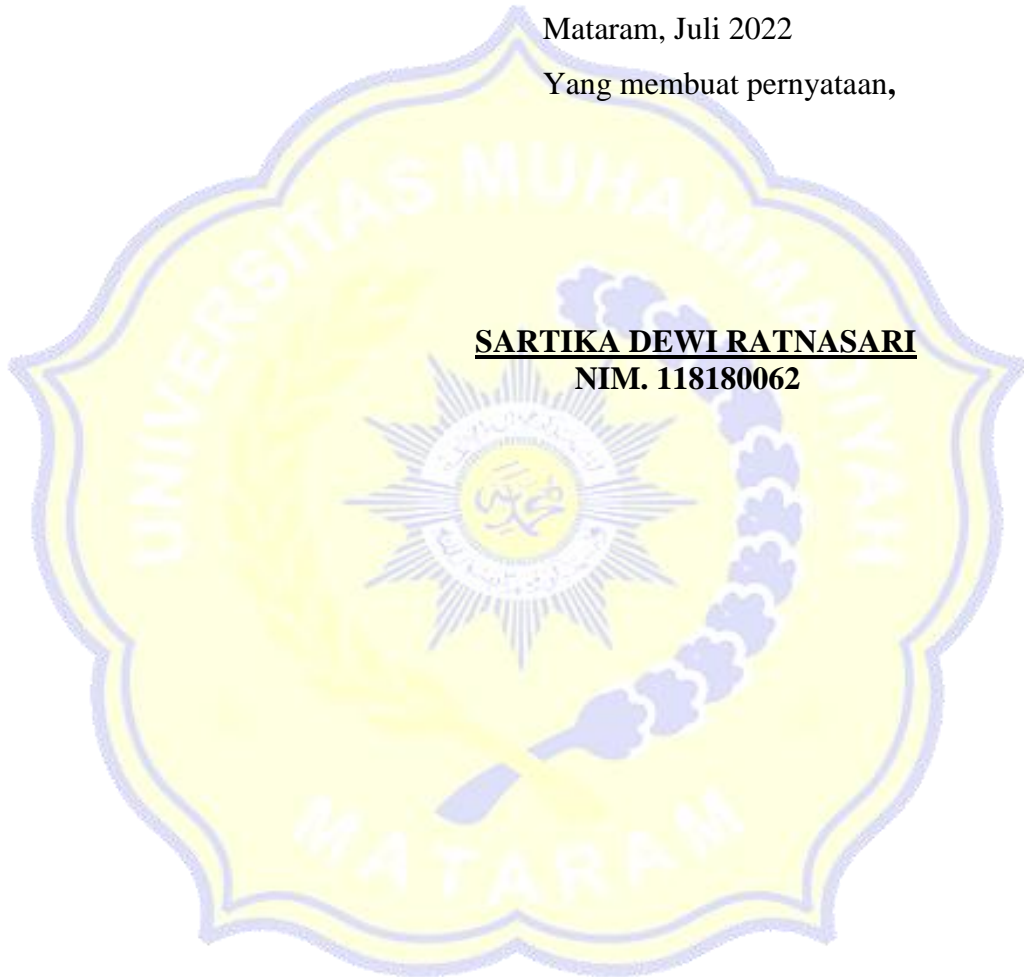 Mataram, Juli 2022
Yang membuat pernyataan,
SARTIKA DEWI RATNASARI
NIM. 118180062
UNIVERSITAS MUHAMMADIYAH
MATARAM